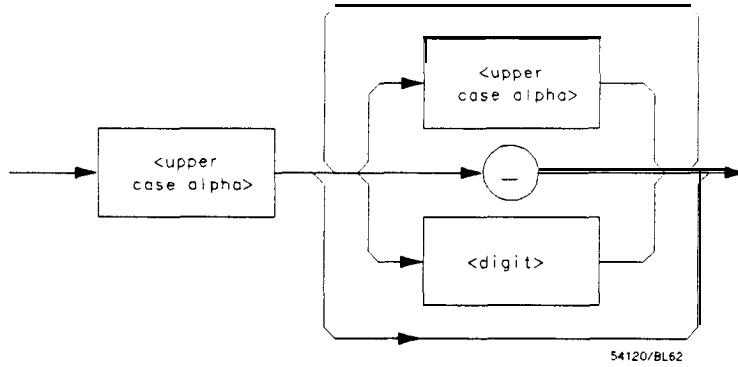 <upper
case alpha>
<upper
case alpha>
_
<digit>
54120/BL62